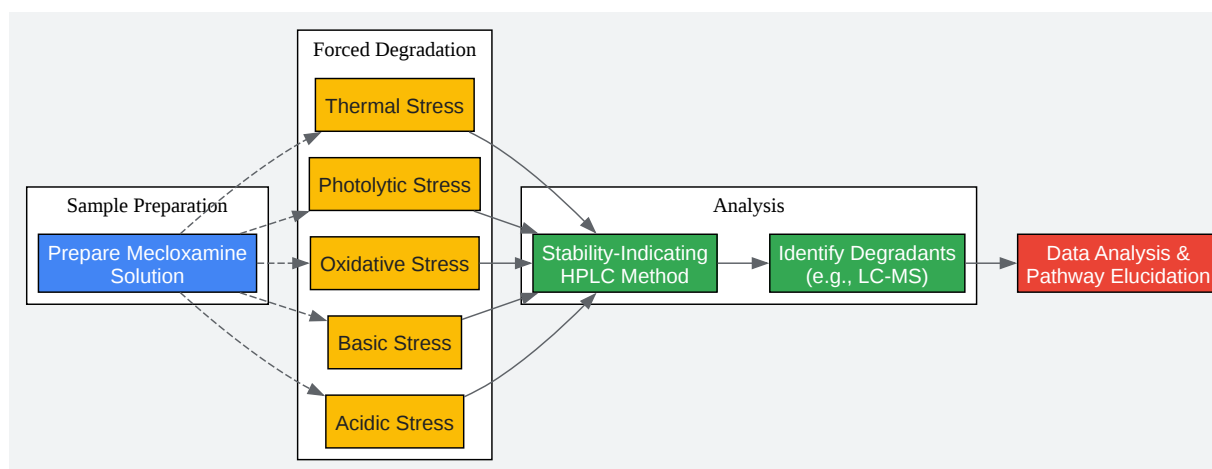 Forced Degradation
Thermal Stress
Photolytic Stress
Oxidative Stress
Basic Stress
Acidic Stress
Sample Preparation
Prepare Mecloxamine
Solution
Analysis
Stability-Indicating
HPLC Method
Identify Degradants
(e.g., LC-MS)
Data Analysis &
Pathway Elucidation